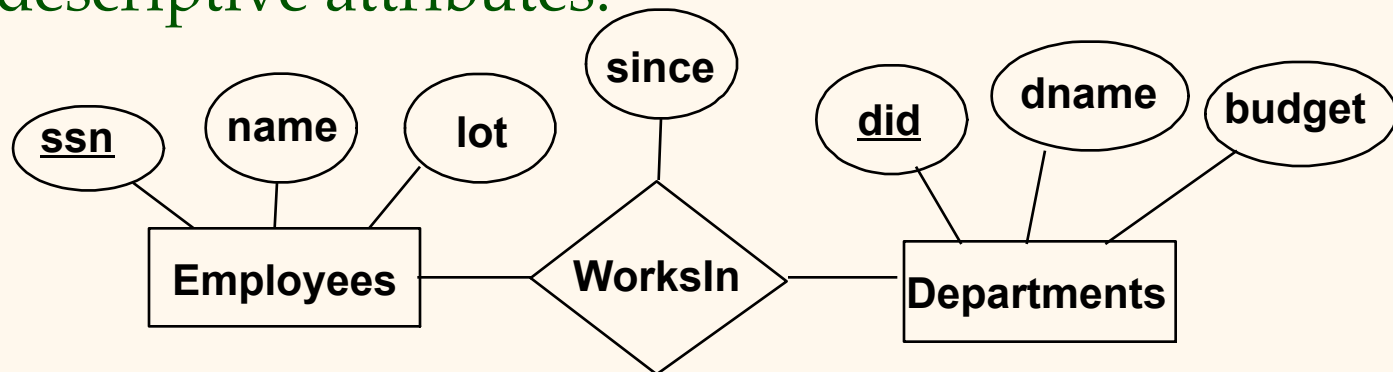 descriptive attributes.
since
ssn
name
lot
did
dname
budget
Employees
WorksIn
Departments